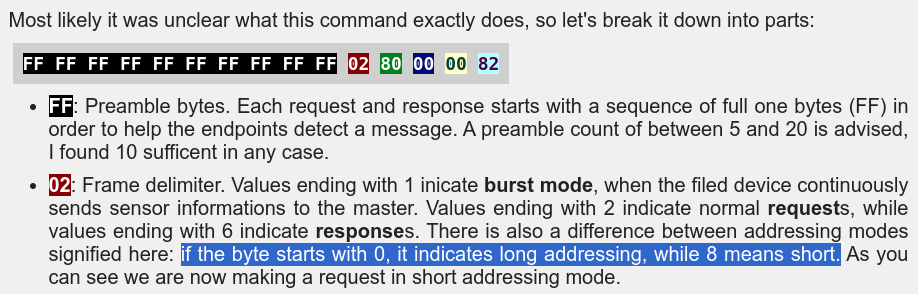 Most likely it was unclear what this command exactly does, so let's break it down into parts:
FF FF FF FF FF FF FF FF FF FF 02 80 00 00 82
• FF: Preamble bytes. Each request and response starts with a sequence of full one bytes (FF) in
order to help the endpoints detect a message. A preamble count of between 5 and 20 is advised,
I found 10 sufficent in any case.
• 02: Frame delimiter. Values ending with 1 inicate burst mode, when the filed device continuously
sends sensor informations to the master. Values ending with 2 indicate normal requests, while
values ending with 6 indicate responses. There is also a difference between addressing modes
signified here: if the byte starts with 0, it indicates long addressing, while 8 means short. As you
can see we are now making a request in short addressing mode.